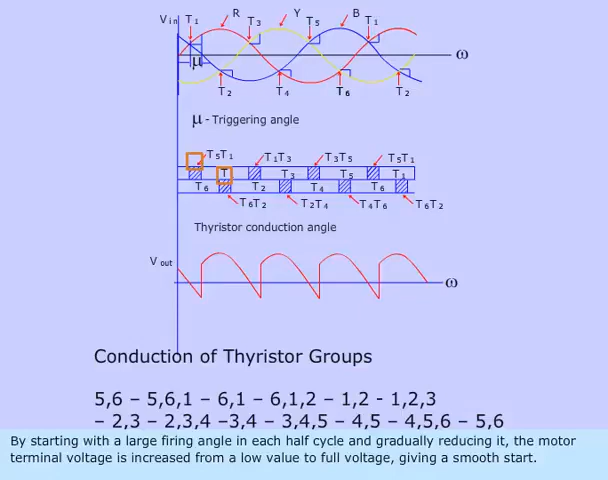 Vin T1 R T3 Y T5 B T1
μ ω
T2 T4 T6 T2
μ - Triggering angle
T5T1 T1T3 T3T5 T5T1
T T3 T5 T1
T6 T2 T4 T6
T6T2 T2T4 T4T6 T6T2
Thyristor conduction angle
Vout
ω
Conduction of Thyristor Groups
5,6 – 5,6,1 – 6,1 – 6,1,2 – 1,2 - 1,2,3
– 2,3 – 2,3,4 –3,4 – 3,4,5 – 4,5 – 4,5,6 – 5,6
By starting with a large firing angle in each half cycle and gradually reducing it, the motor
terminal voltage is increased from a low value to full voltage, giving a smooth start.